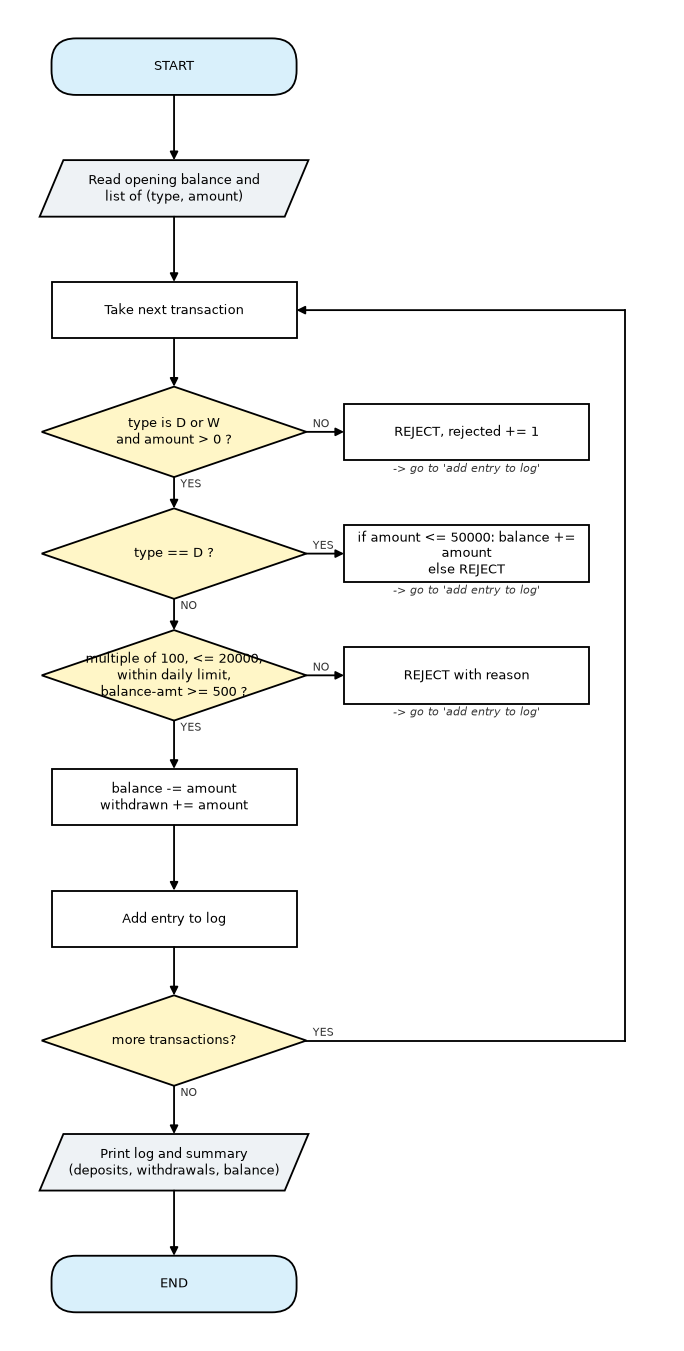 START
Read opening balance and
list of (type, amount)
Take next transaction
type is D or W
and amount > 0 ?
NO
REJECT, rejected += 1
-> go to 'add entry to log'
YES
type == D ?
YES
if amount <= 50000: balance +=
amount
else REJECT
-> go to 'add entry to log'
NO
multiple of 100, <= 20000,
within daily limit,
balance-amt >= 500 ?
NO
REJECT with reason
-> go to 'add entry to log'
YES
balance -= amount
withdrawn += amount
Add entry to log
more transactions?
YES
NO
Print log and summary
(deposits, withdrawals, balance)
END